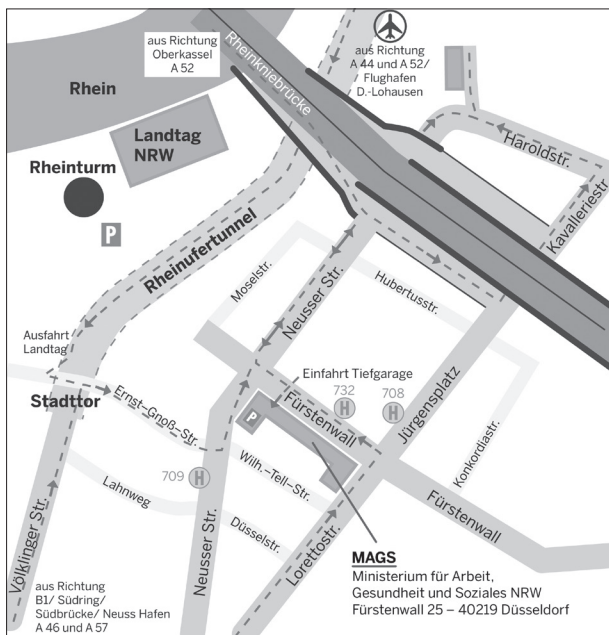 aus Richtung
Oberkassel
A 52
Rheinkniebrücke
aus Richtung
A 44 und A 52/
Flughafen
D.-Lohausen
Rhein
Landtag
NRW
Haroldstr.
Rheinturm
P
Kavalleriestr.
Rheinufertunnel
Moselstr.
Neusser Str.
Hubertusstr.
Ausfahrt
Landtag
Einfahrt Tiefgarage
Stadttor
Ernst-Gnoß-Str.
P
732
H
708
H
Fürstenwall
Jürgensplatz
Konkordiastr.
709
H
Wilh.-Tell-Str.
Lahnweg
Düsselstr.
Fürstenwall
Völklinger Str.
Neusser Str.
Lorettostr.
MAGS
Ministerium für Arbeit,
Gesundheit und Soziales NRW
Fürstenwall 25 – 40219 Düsseldorf
aus Richtung
B1/ Südring/
Südbrücke/ Neuss Hafen
A 46 und A 57